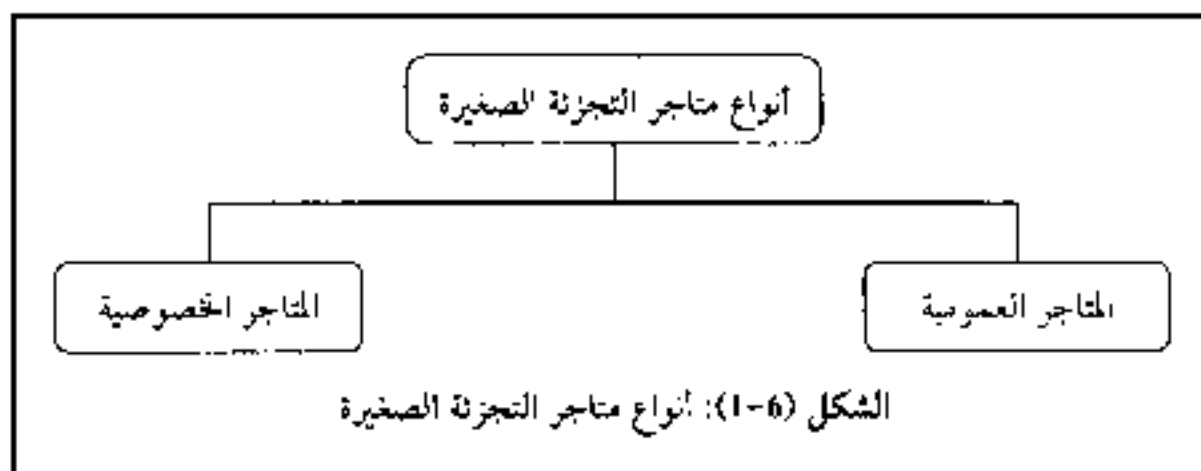 أنواع متاجر التجزئة الصغيرة
المتاجر العمومية
المتاجر الخصوصية
الشكل (6-1): أنواع متاجر التجزئة الصغيرة